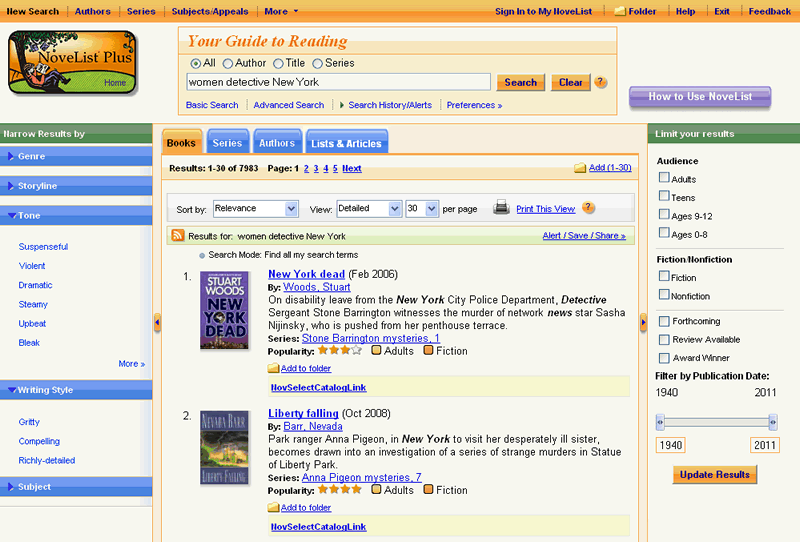 New Search Authors Series Subjects/Appeals More Sign In to My NoveList Folder Help Exit Feedback
NoveList Plus
Home
Your Guide to Reading
All Author Title Series
women detective New York Search Clear ?
Basic Search Advanced Search Search History/Alerts Preferences »
How to Use NoveList
Narrow Results by
Genre
Storyline
Tone
Suspenseful
Violent
Dramatic
Steamy
Upbeat
Bleak
More »
Writing Style
Gritty
Compelling
Richly-detailed
Subject
Books Series Authors Lists & Articles
Results: 1-30 of 7983 Page: 1 2 3 4 5 Next Add (1-30)
Sort by: Relevance View: Detailed 30 per page Print This View ?
Results for: women detective New York Alert / Save / Share »
Search Mode: Find all my search terms
1. New York dead (Feb 2006)
By: Woods, Stuart
On disability leave from the New York City Police Department, Detective
Sergeant Stone Barrington witnesses the murder of network news star Sasha
Nijinsky, who is pushed from her penthouse terrace.
Series: Stone Barrington mysteries, 1
Popularity: Adults Fiction
Add to folder
NovSelectCatalogLink
STUART
WOODS
NEW
YORK
DEAD
2. Liberty falling (Oct 2008)
By: Barr, Nevada
Park ranger Anna Pigeon, in New York to visit her desperately ill sister,
becomes drawn into an investigation of a series of strange murders in Statue
of Liberty Park.
Series: Anna Pigeon mysteries, 7
Popularity: Adults Fiction
Add to folder
NovSelectCatalogLink
NEVADA BARR
LIBERTY FALLING
Limit your results
Audience
Adults
Teens
Ages 9-12
Ages 0-8
Fiction/Nonfiction
Fiction
Nonfiction
Forthcoming
Review Available
Award Winner
Filter by Publication Date:
1940 2011
1940 2011
Update Results